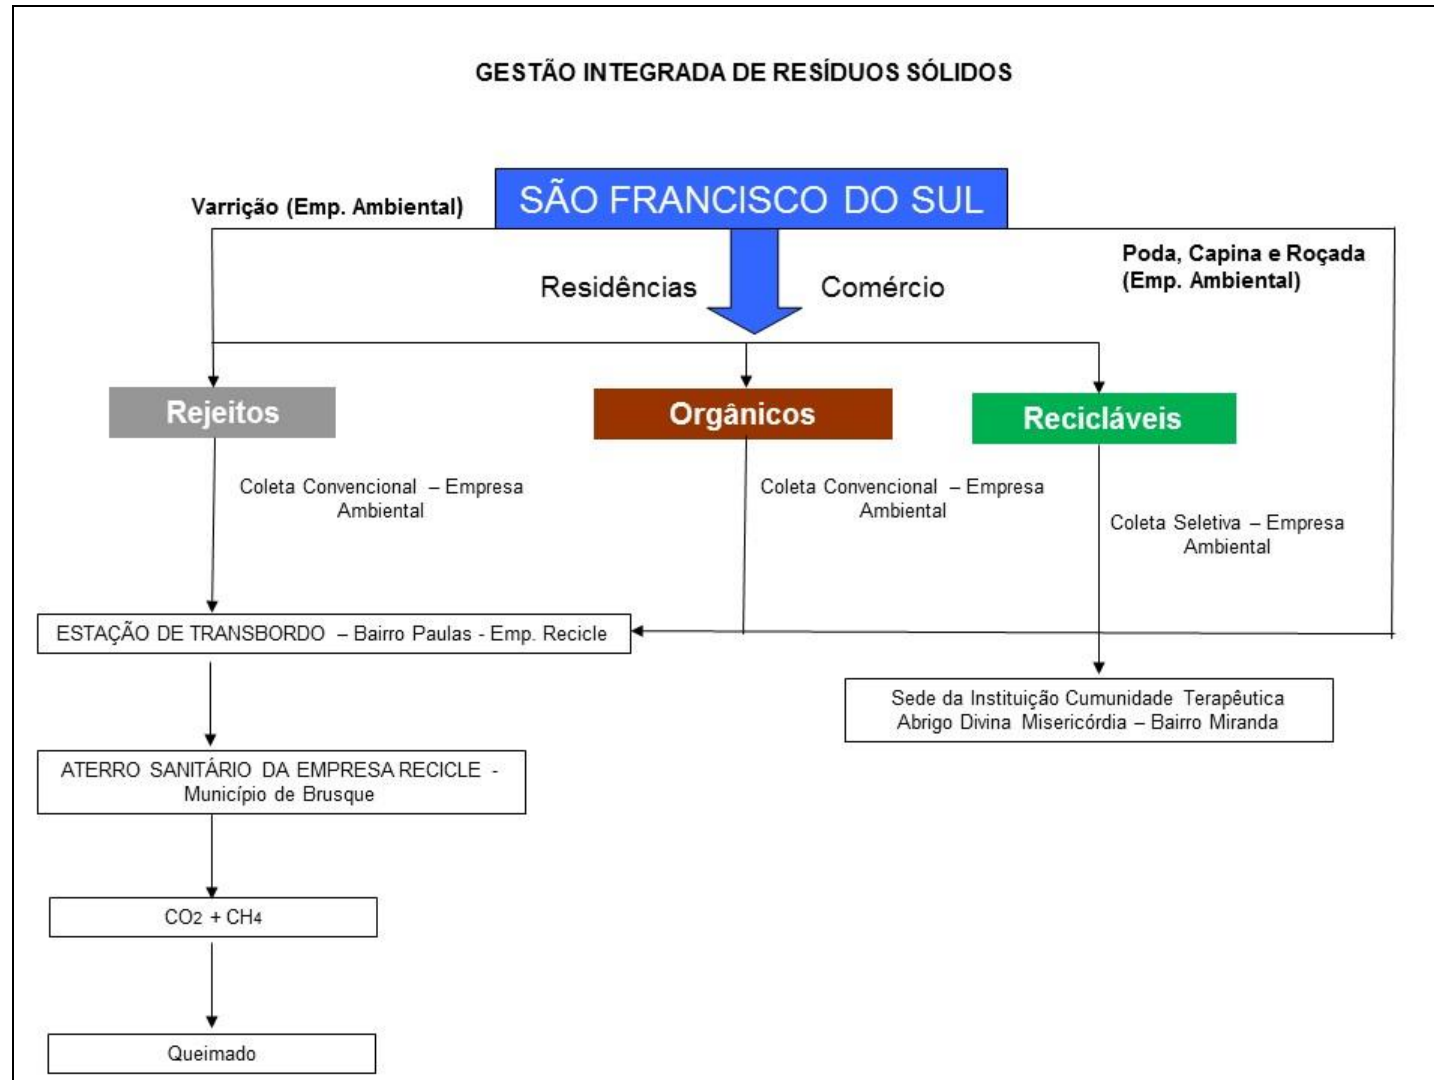 GESTÃO INTEGRADA DE RESÍDUOS SÓLIDOS
SÃO FRANCISCO DO SUL
Varrição (Emp. Ambiental)
Poda, Capina e Roçada
(Emp. Ambiental)
Residências
Comércio
Rejeitos
Orgânicos
Recicláveis
Coleta Convencional – Empresa
Ambiental
Coleta Convencional – Empresa
Ambiental
Coleta Seletiva – Empresa
Ambiental
ESTAÇÃO DE TRANSBORDO – Bairro Paulas - Emp. Recicle
Sede da Instituição Cumunidade Terapêutica
Abrigo Divina Misericórdia – Bairro Miranda
ATERRO SANITÁRIO DA EMPRESA RECICLE -
Município de Brusque
CO2 + CH4
Queimado